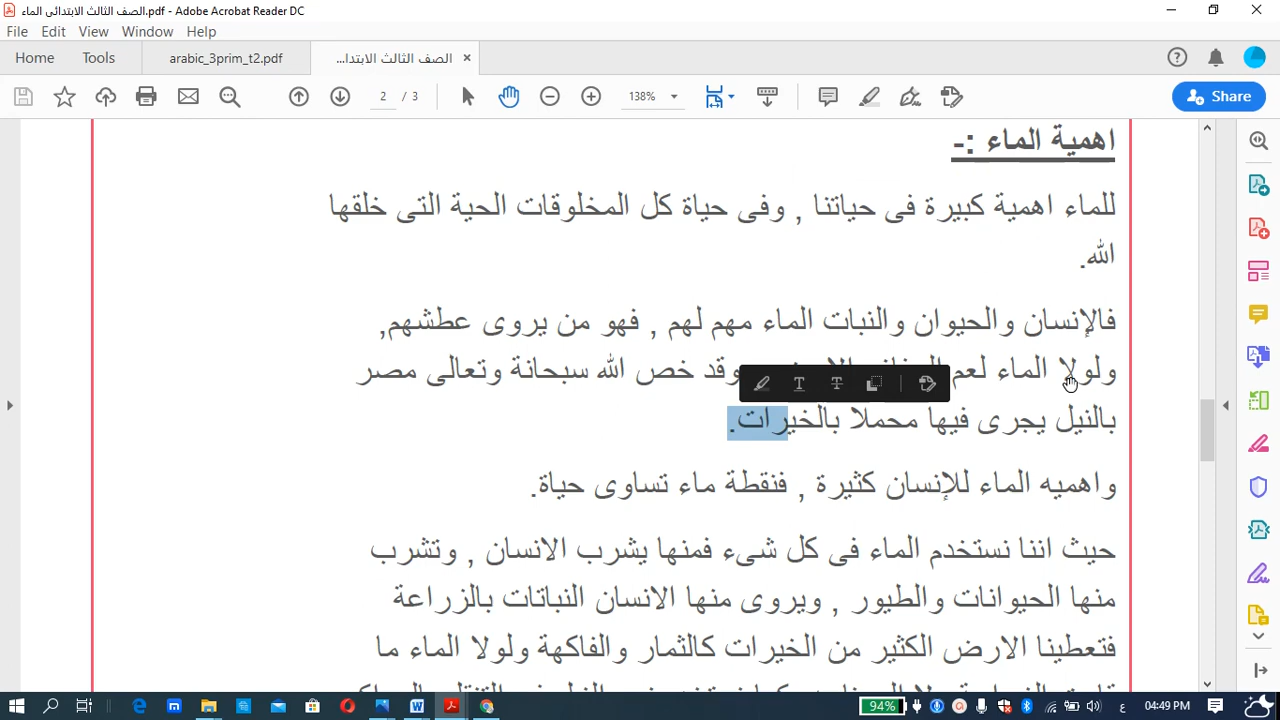 الصف الثالث الابتدائى الماء.pdf - Adobe Acrobat Reader DC
File Edit View Window Help
Home Tools arabic_3prim_t2.pdf الصف الثالث الابتدا...
2 / 3 138% Share
اهمية الماء :-
للماء اهمية كبيرة فى حياتنا , وفى حياة كل المخلوقات الحية التى خلقها
الله.
فالإنسان والحيوان والنبات الماء مهم لهم , فهو من يروى عطشهم,
ولولا الماء لعم وقد خص الله سبحانة وتعالى مصر
بالنيل يجرى فيها محملا بالخيرات.
واهميه الماء للإنسان كثيرة , فنقطة ماء تساوى حياة.
حيث اننا نستخدم الماء فى كل شىء فمنها يشرب الانسان , وتشرب
منها الحيوانات والطيور , ويروى منها الانسان النباتات بالزراعة
فتعطينا الارض الكثير من الخيرات كالثمار والفاكهة ولولا الماء ما
94% ع 04:49 PM